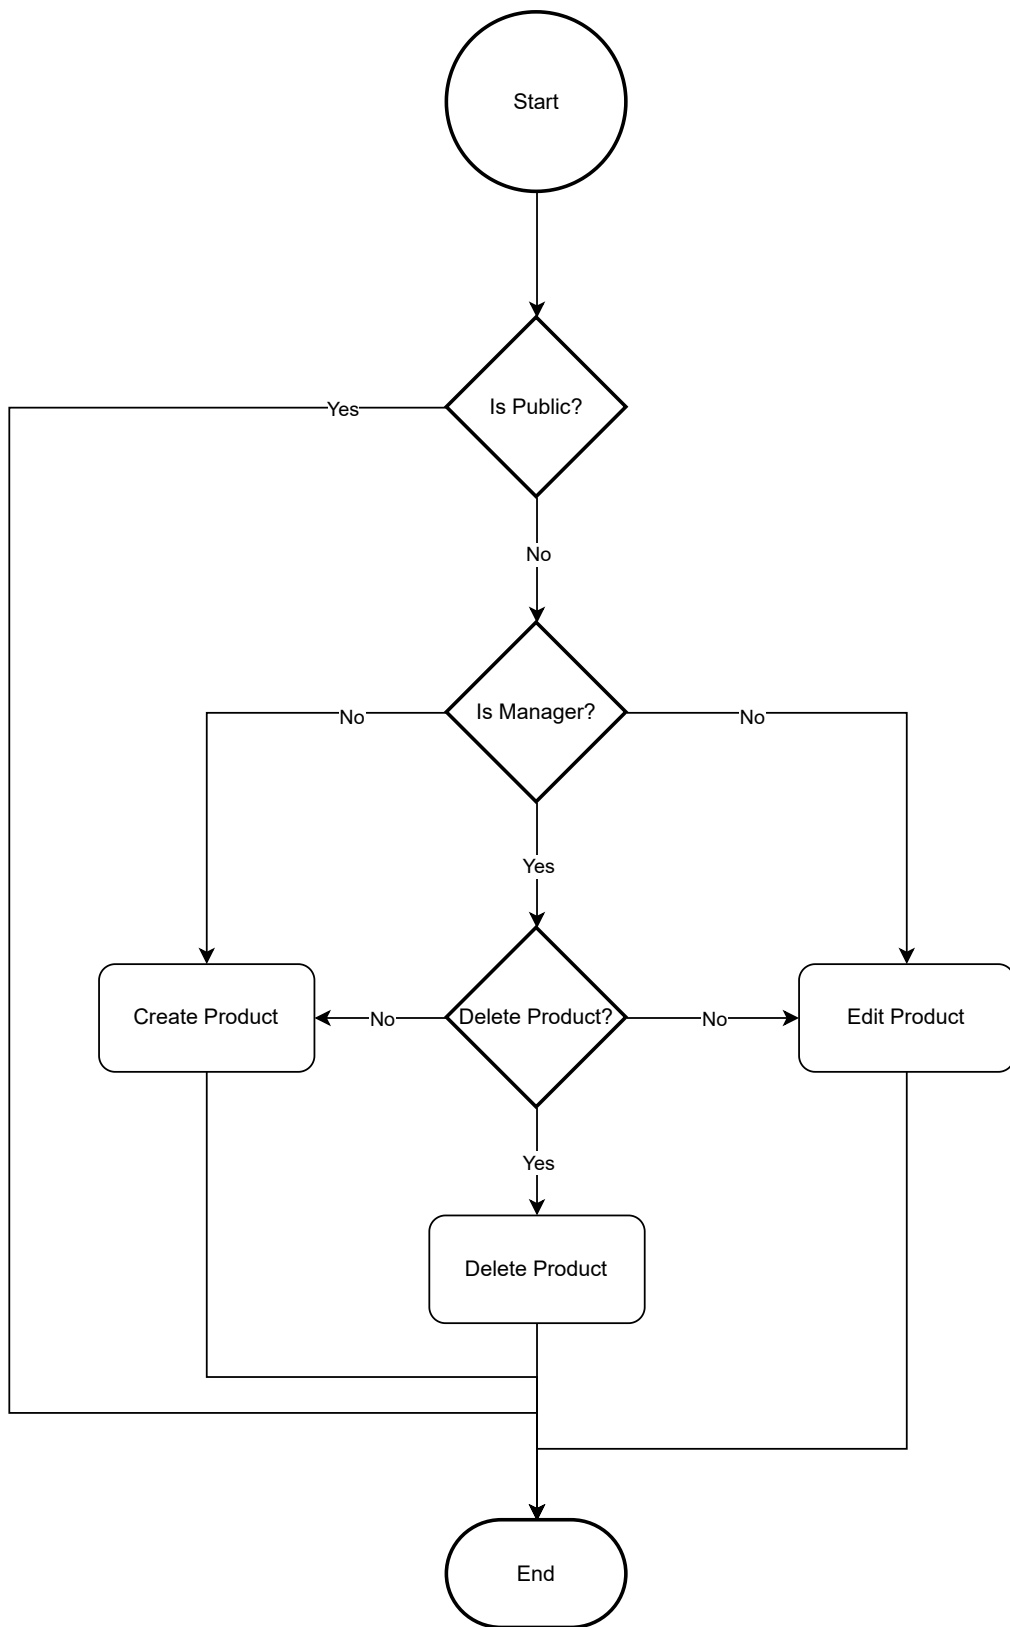 Start
Is Public?
Yes
No
Is Manager?
No
No
Yes
Create Product
No
Delete Product?
No
Edit Product
Yes
Delete Product
End